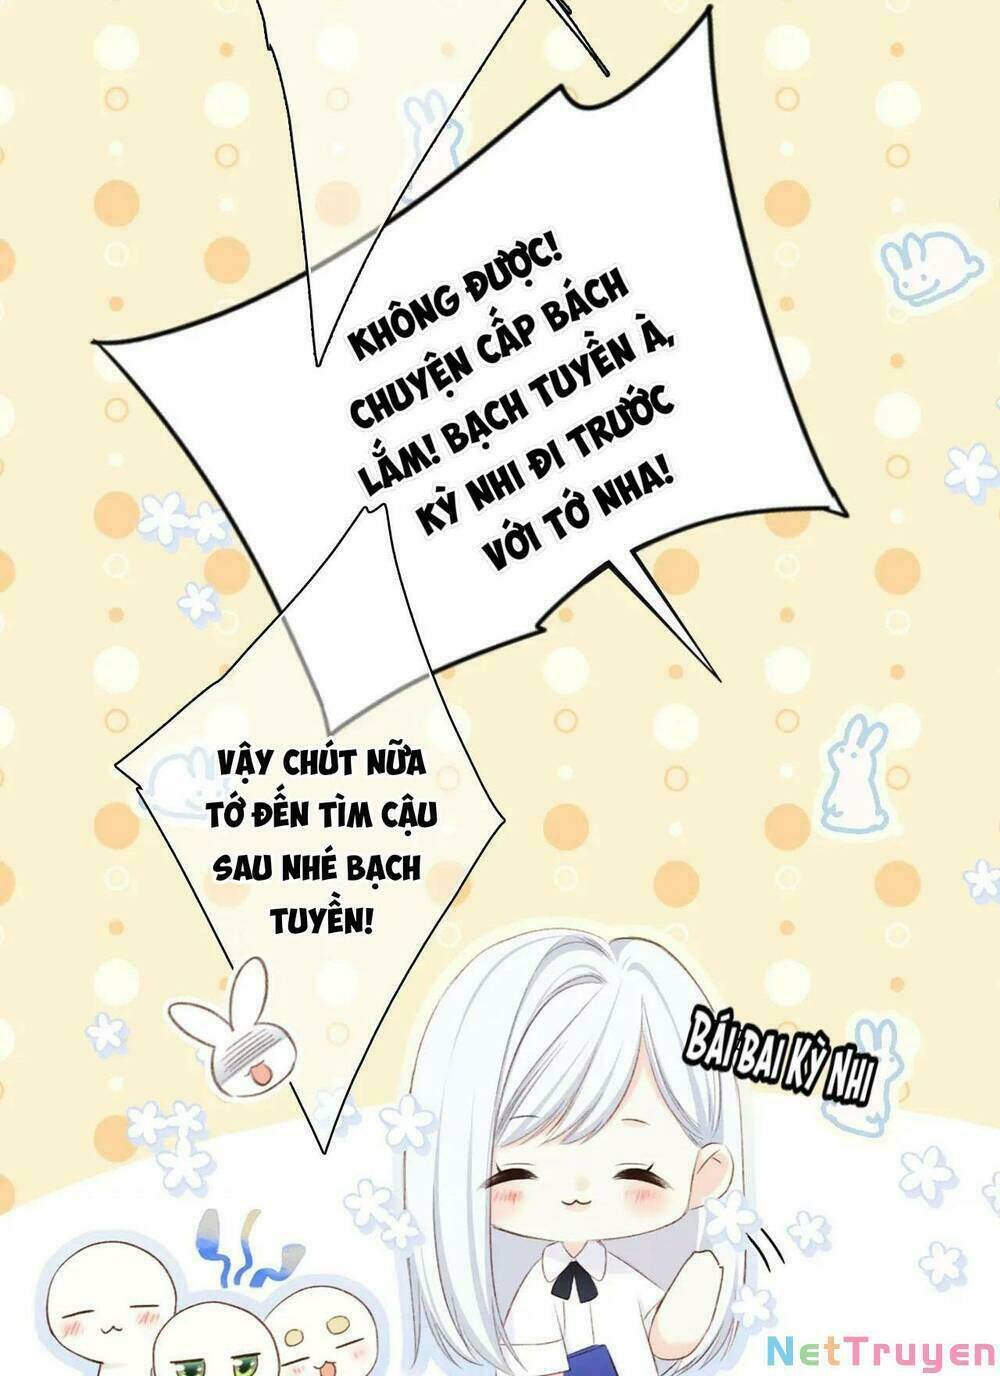 KHÔNG ĐƯỢC!
CHUYỆN CẤP BÁCH
LẮM! BẠCH TUYỀN À,
KỲ NHI ĐI TRƯỚC
VỚI TỚ NHA!
VẬY CHÚT NỮA
TỚ ĐẾN TÌM CẬU
SAU NHÉ BẠCH
TUYỀN!
BÁI BAI KỲ NHI
NetTruyen